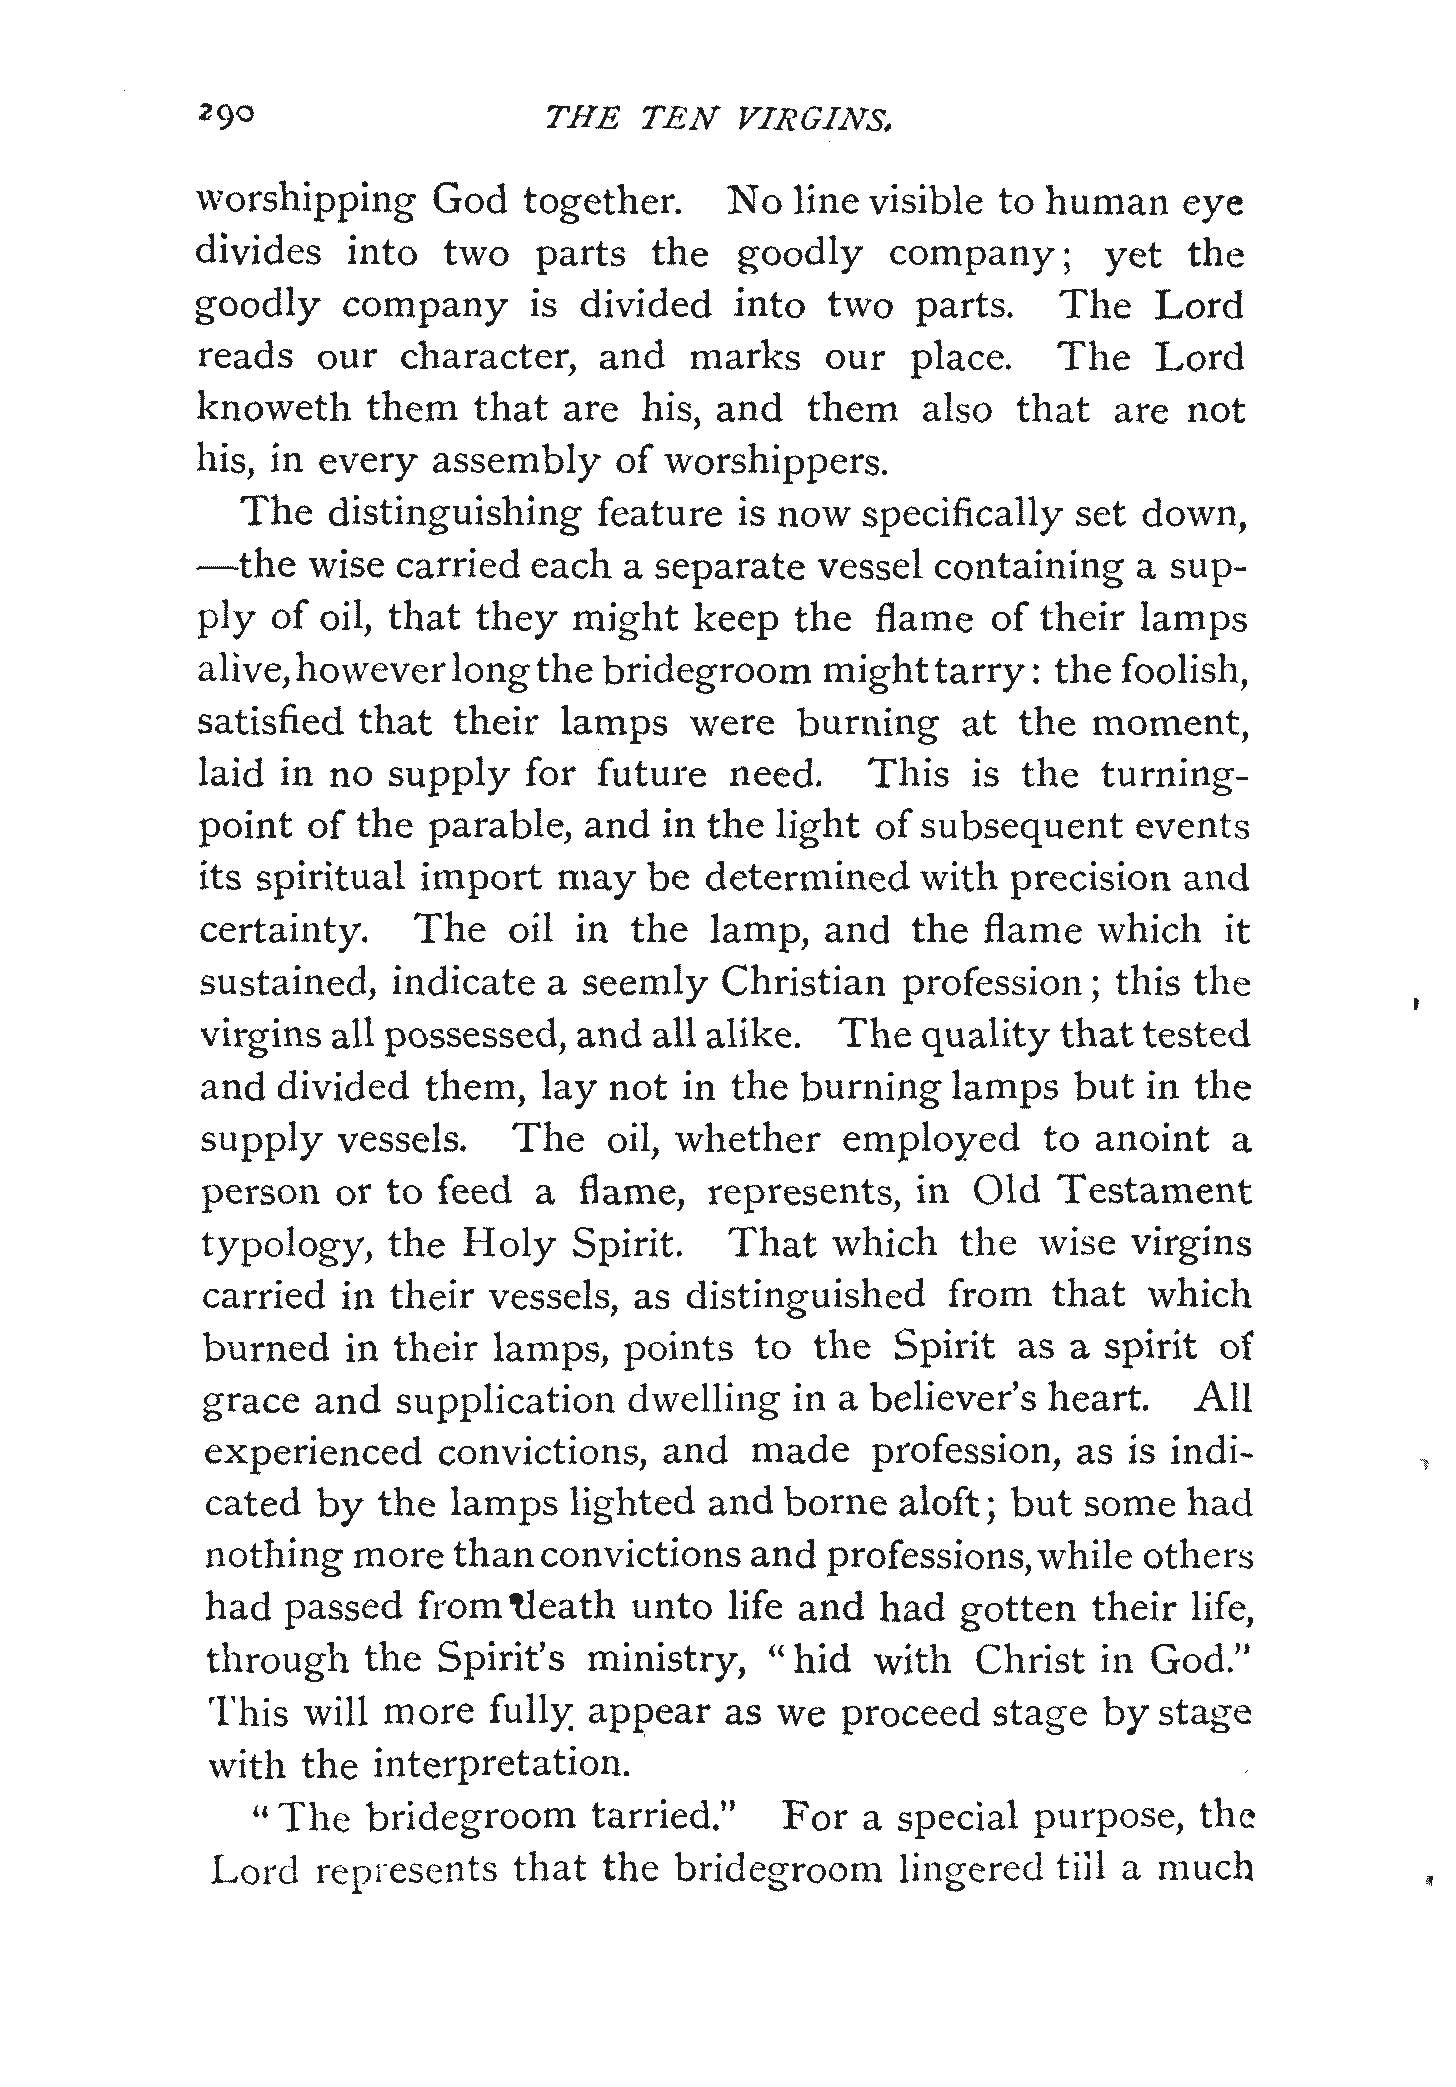 290 THE TEN VIRGINS.
worshipping God together. No line visible to human eye
divides into two parts the goodly company; yet the
goodly company is divided into two parts. The Lord
reads our character, and marks our place. The Lord
knoweth them that are his, and them also that are not
his, in every assembly of worshippers.
The distinguishing feature is now specifically set down,
—the wise carried each a separate vessel containing a sup-
ply of oil, that they might keep the flame of their lamps
alive, however long the bridegroom might tarry: the foolish,
satisfied that their lamps were burning at the moment,
laid in no supply for future need. This is the turning-
point of the parable, and in the light of subsequent events
its spiritual import may be determined with precision and
certainty. The oil in the lamp, and the flame which it
sustained, indicate a seemly Christian profession; this the
virgins all possessed, and all alike. The quality that tested
and divided them, lay not in the burning lamps but in the
supply vessels. The oil, whether employed to anoint a
person or to feed a flame, represents, in Old Testament
typology, the Holy Spirit. That which the wise virgins
carried in their vessels, as distinguished from that which
burned in their lamps, points to the Spirit as a spirit of
grace and supplication dwelling in a believer's heart. All
experienced convictions, and made profession, as is indi-
cated by the lamps lighted and borne aloft; but some had
nothing more than convictions and professions, while others
had passed from death unto life and had gotten their life,
through the Spirit's ministry, "hid with Christ in God."
This will more fully appear as we proceed stage by stage
with the interpretation.
"The bridegroom tarried." For a special purpose, the
Lord represents that the bridegroom lingered till a much